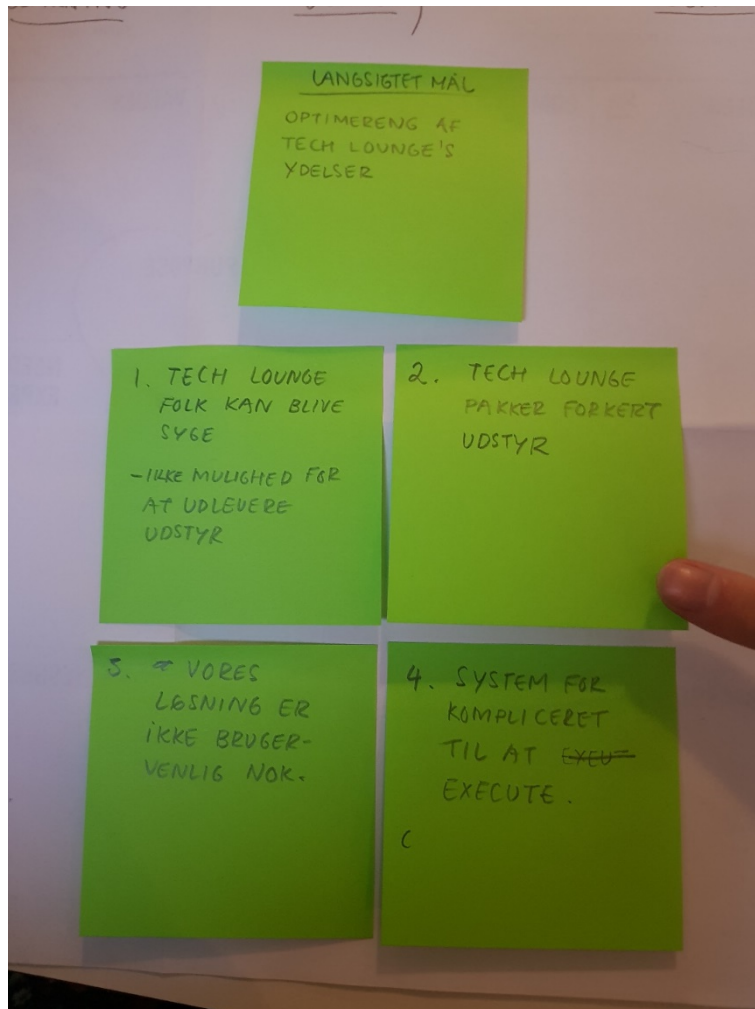 LANGSIGTET MÅL
OPTIMERENG AF
TECH LOUNGE'S
YDELSER
1. TECH LOUNGE
FOLK KAN BLIVE
SYGE
- IKKE MULIGHED FOR
AT UDLEVERE
UDSTYR
2. TECH LOUNGE
PAKKER FORKERT
UDSTYR
3. VORES
LØSNING ER
IKKE BRUGER-
VENLIG NOK.
4. SYSTEM FOR
KOMPLICERET
TIL AT EXEU
EXECUTE.
C